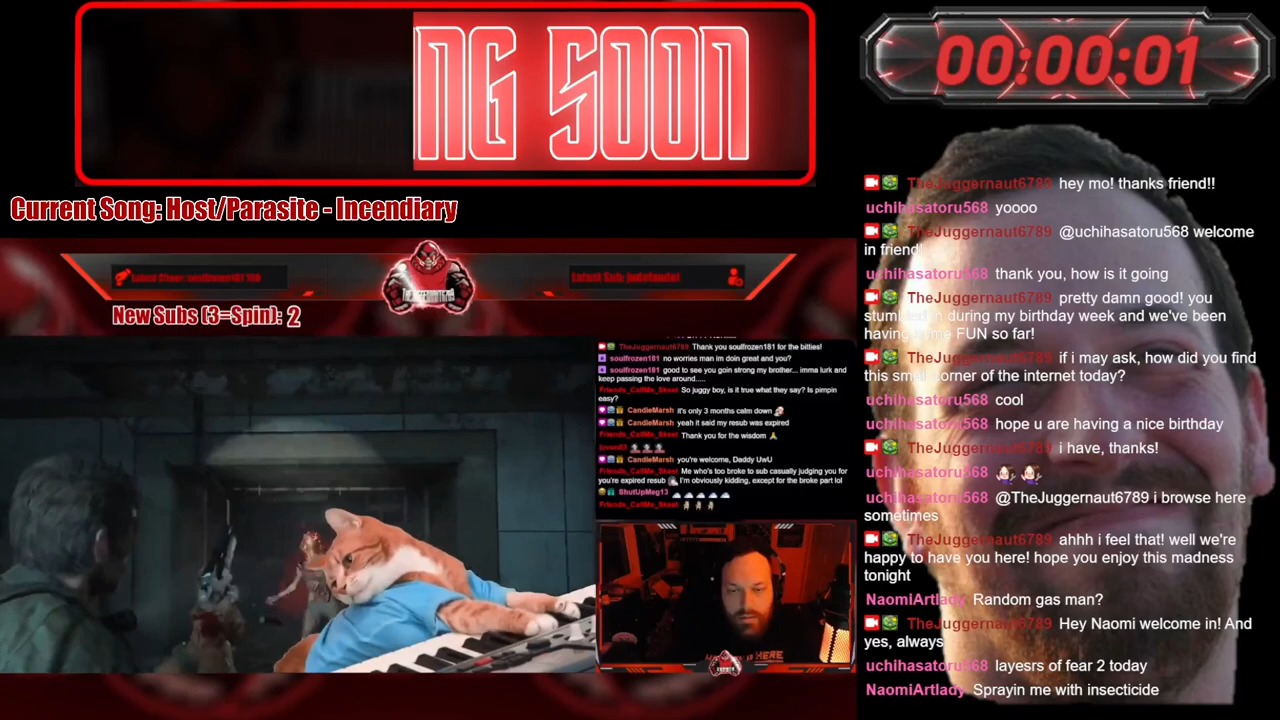 NG SOON
00:00:01
Current Song: Host/Parasite - Incendiary
Latest Sub:
New Subs (3=Spin): 2
TheJuggernaut6789 Thank you soulfrozen181 for the bitties!
soulfrozen181 no worries man im doin great and you?
soulfrozen181 good to see you goin strong my brother... imma lurk and
keep passing the love around.....
Friends_CallMe_Skeet So juggy boy, is it true what they say? Is pimpin
easy?
CandieMarsh it's only 3 months calm down
CandieMarsh yeah it said my resub was expired
Friends_CallMe_Skeet Thank you for the wisdom
CandieMarsh you're welcome, Daddy UwU
Friends_CallMe_Skeet Me who's too broke to sub casually judging you for
you're expired resub I'm obviously kidding, except for the broke part lol
ShutUpMeg13
Friends_CallMe_Skeet
HERE
TheJuggernaut6789 hey mo! thanks friend!!
uchihasatoru568 yoooo
TheJuggernaut6789 @uchihasatoru568 welcome
in friend!
uchihasatoru568 thank you, how is it going
TheJuggernaut6789 pretty damn good! you
stumbled in during my birthday week and we've been
having some FUN so far!
TheJuggernaut6789 if i may ask, how did you find
this small corner of the internet today?
uchihasatoru568 cool
uchihasatoru568 hope u are having a nice birthday
TheJuggernaut6789 i have, thanks!
uchihasatoru568
uchihasatoru568 @TheJuggernaut6789 i browse here
sometimes
TheJuggernaut6789 ahhh i feel that! well we're
happy to have you here! hope you enjoy this madness
tonight
NaomiArtlady Random gas man?
TheJuggernaut6789 Hey Naomi welcome in! And
yes, always
uchihasatoru568 layesrs of fear 2 today
NaomiArtlady Sprayin me with insecticide